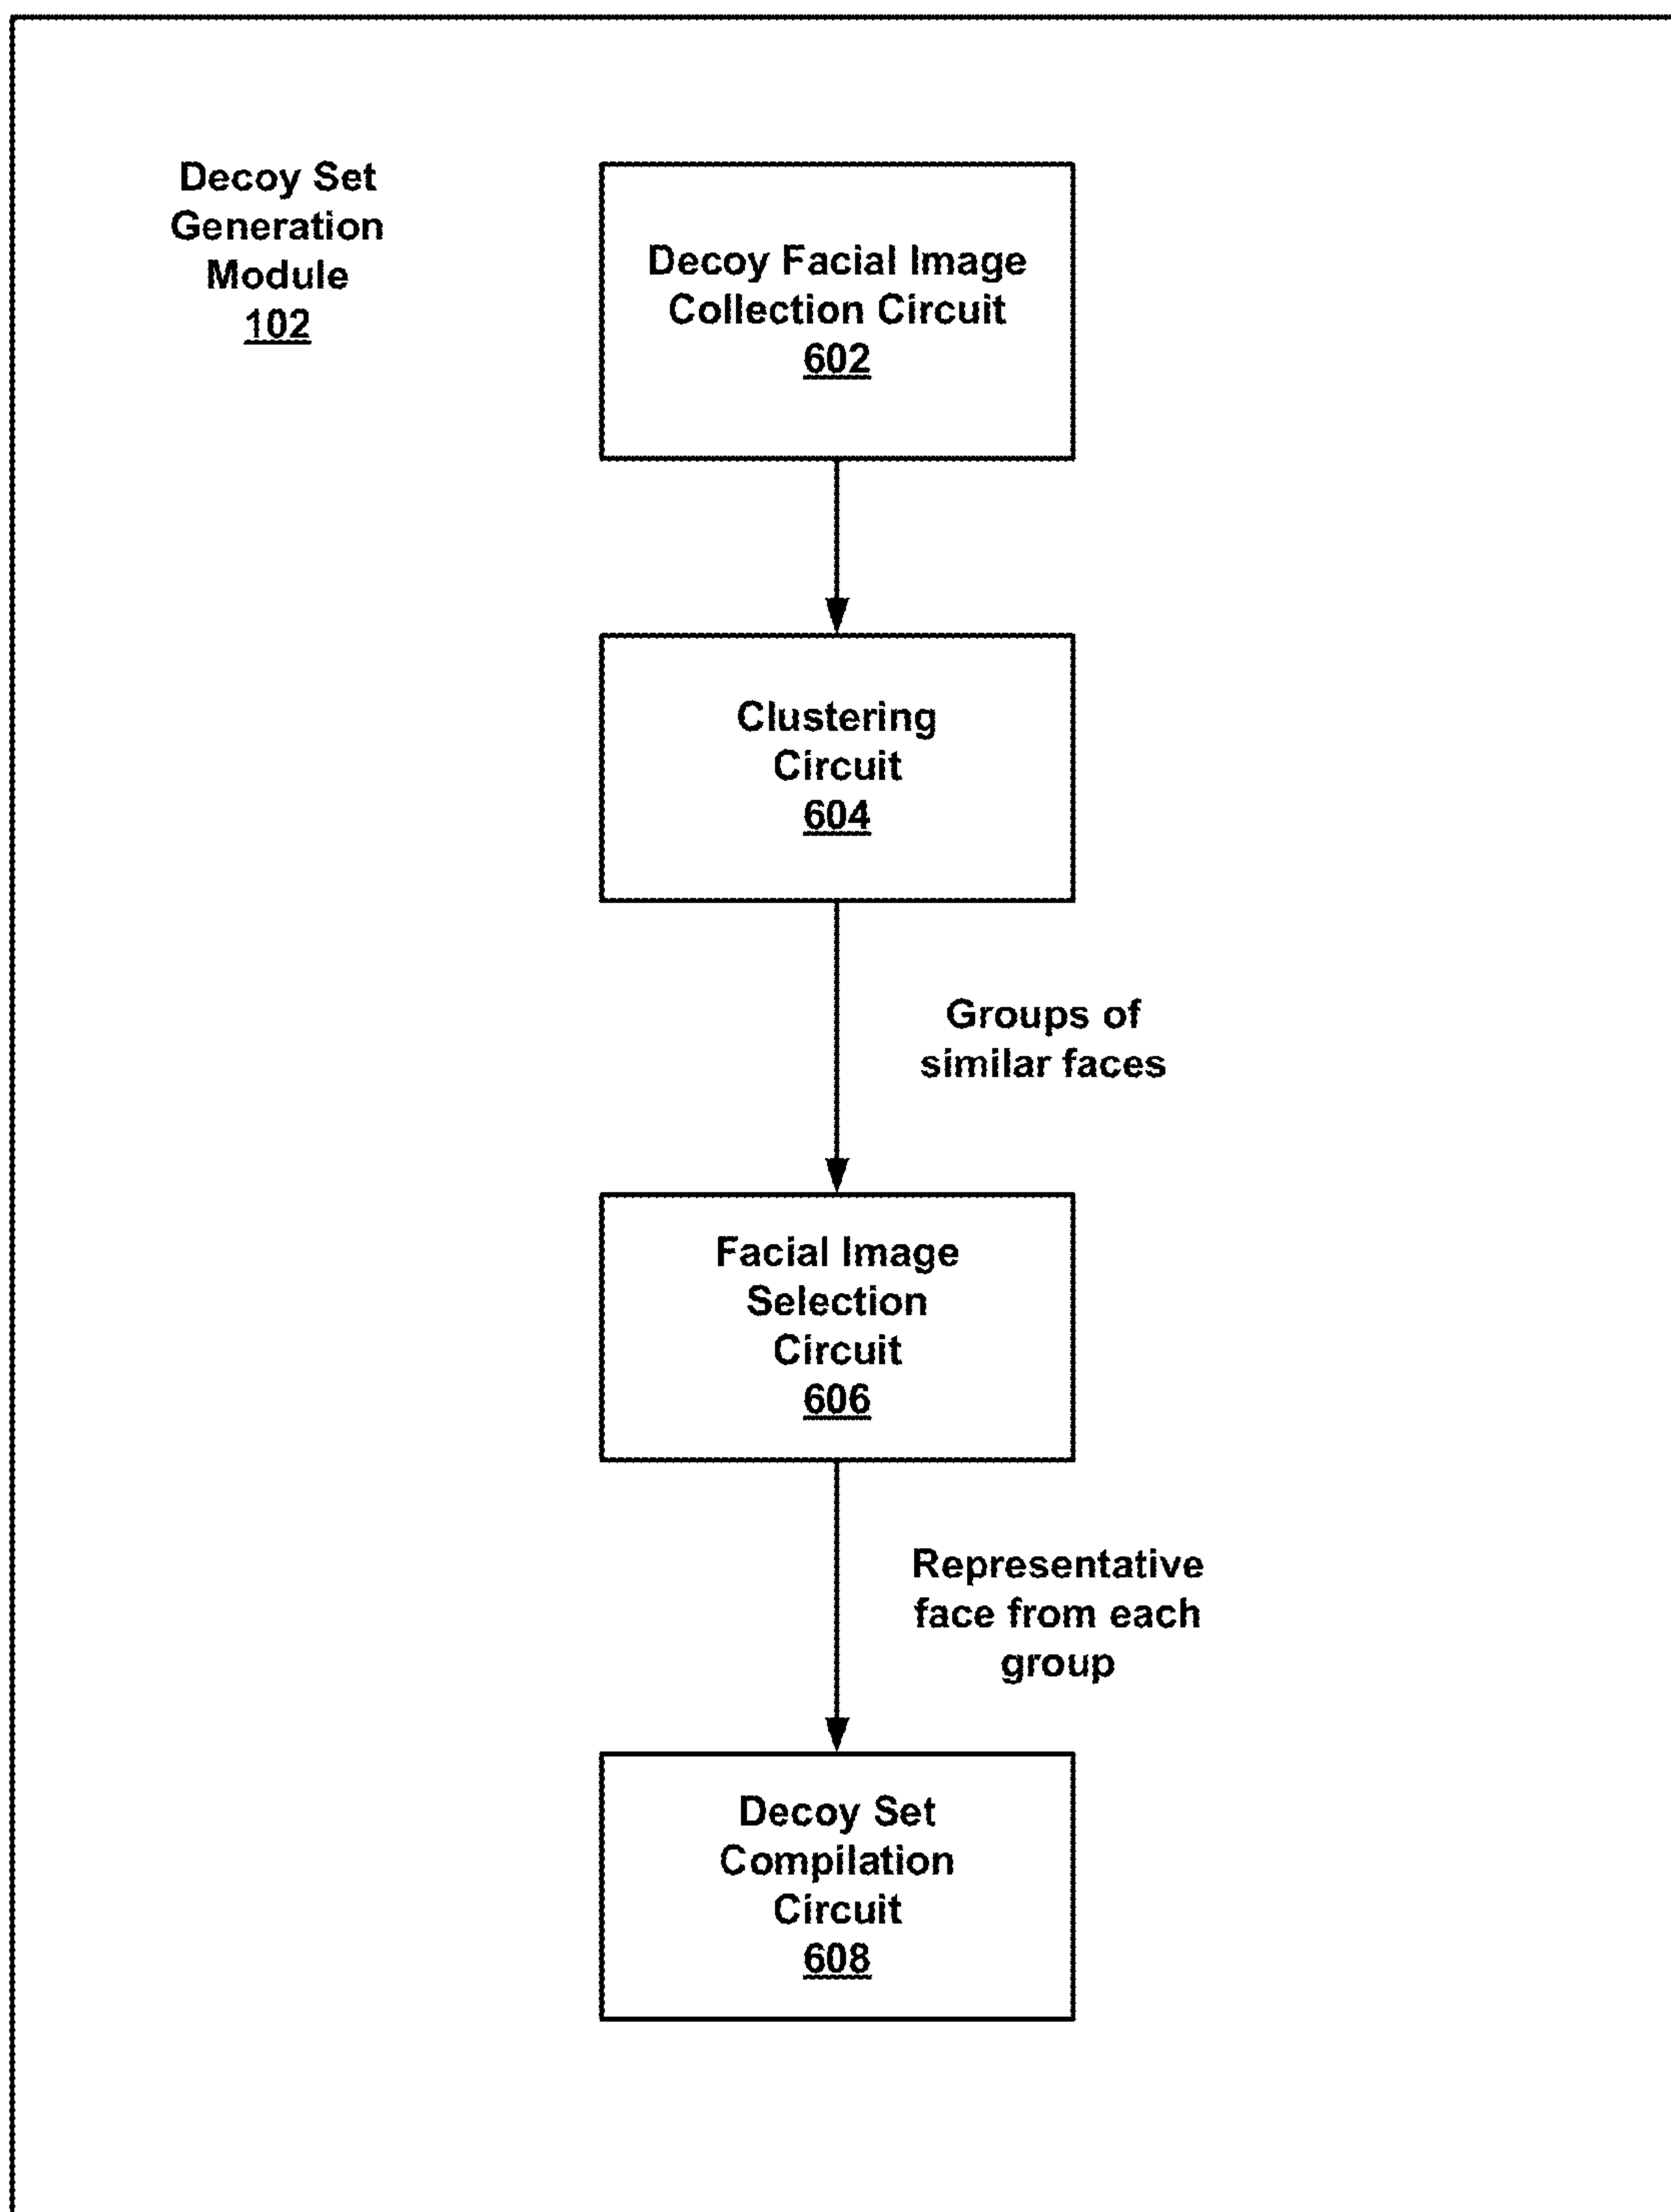 Decoy Set
Generation
Module
102
Decoy Facial Image
Collection Circuit
602
Clustering
Circuit
604
Groups of
similar faces
Facial Image
Selection
Circuit
606
Representative
face from each
group
Decoy Set
Compilation
Circuit
608